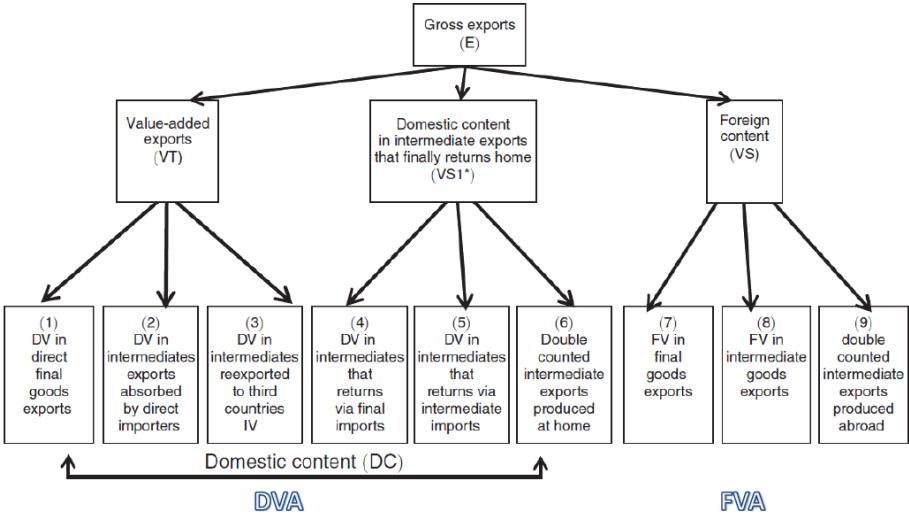 Gross exports
(E)
Value-added
exports
(VT)
Domestic content
in intermediate exports
that finally returns home
(VS1*)
Foreign
content
(VS)
(1)
DV in
direct
final
goods
exports
(2)
DV in
intermediates
exports
absorbed
by direct
importers
(3)
DV in
intermediates
reexported
to third
countries
IV
(4)
DV in
intermediates
that
returns
via final
imports
(5)
DV in
intermediates
that
returns via
intermediate
imports
(6)
Double
counted
intermediate
exports
produced
at home
(7)
FV in
final
goods
exports
(8)
FV in
intermediate
goods
exports
(9)
double
counted
intermediate
exports
produced
abroad
Domestic content (DC)
DVA
FVA